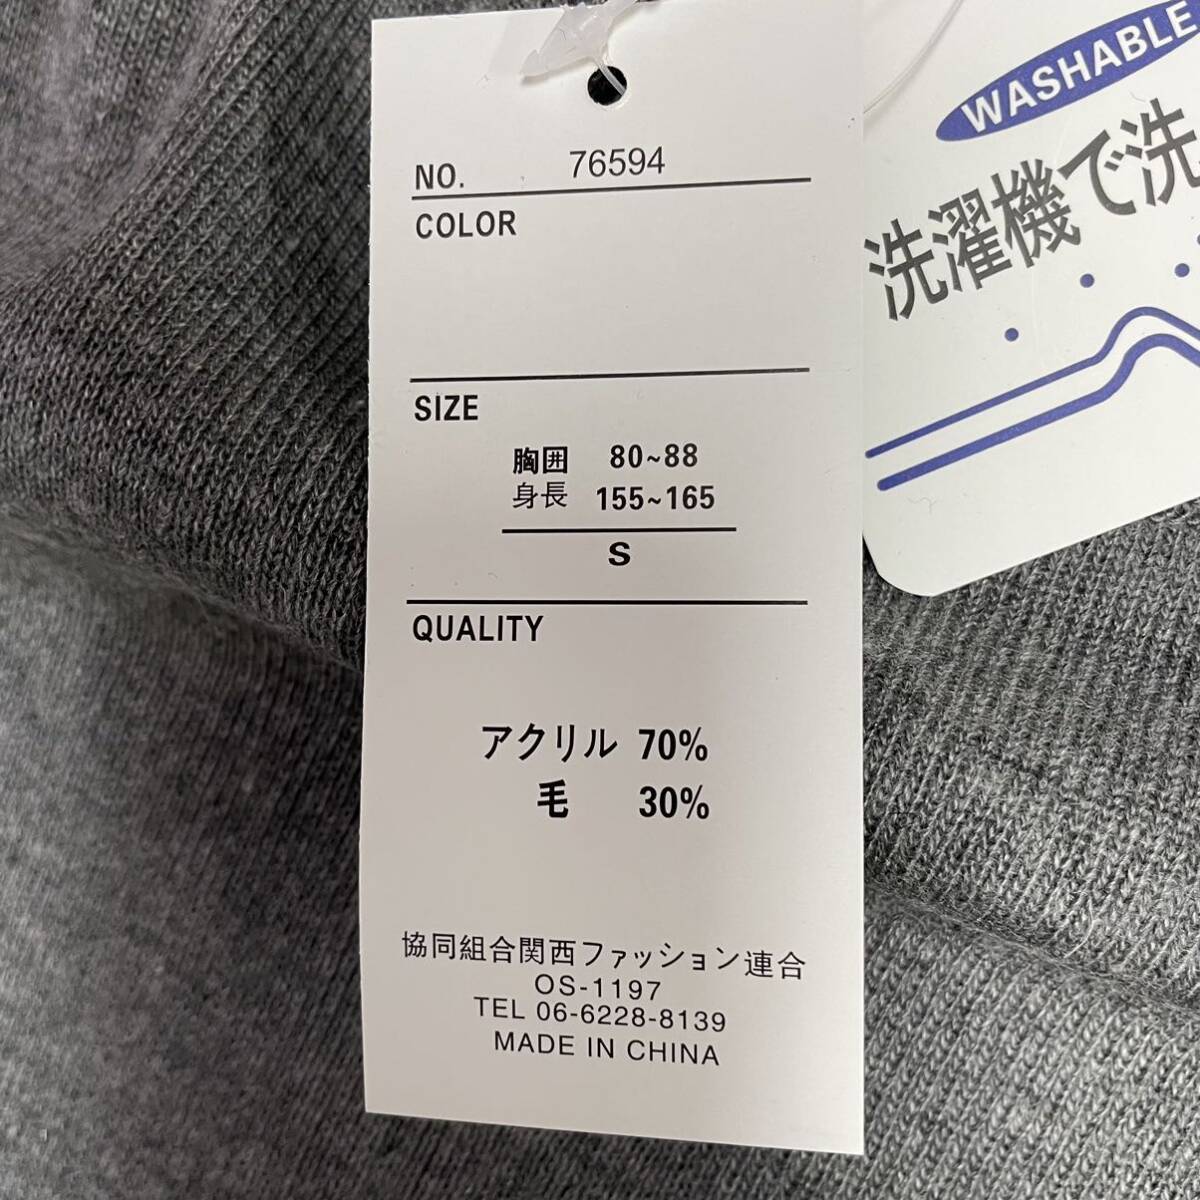 NO. 76594
COLOR
SIZE
胸囲 80~88
身長 155~165
S
QUALITY
アクリル 70%
毛 30%
協同組合関西ファッション連合
OS-1197
TEL 06-6228-8139
MADE IN CHINA
WASHABLE
洗濯機で洗